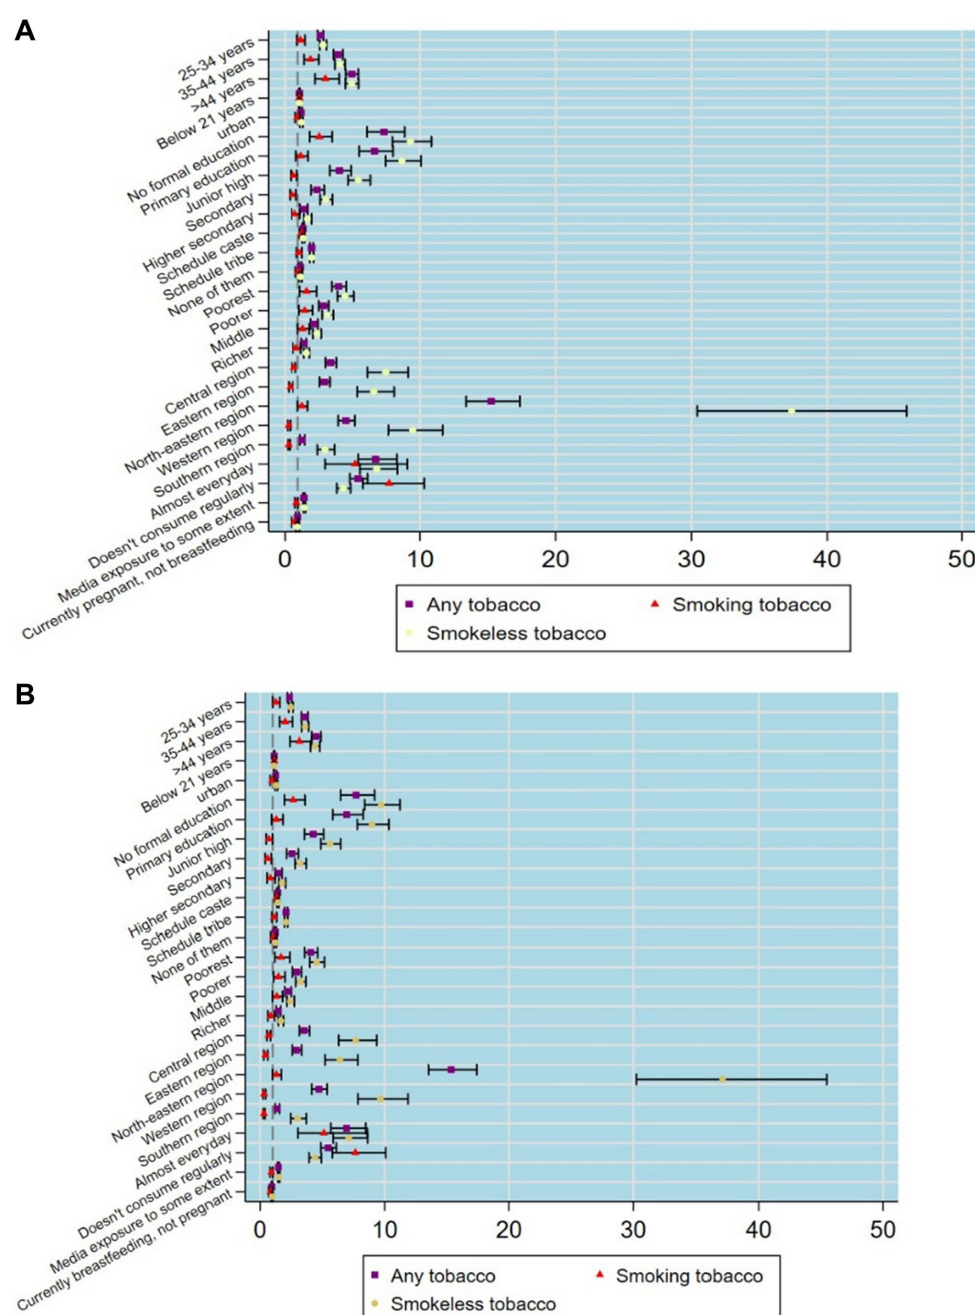 A
25-34 years
35-44 years
>44 years
Below 21 years
urban
No formal education
Primary education
Junior high
Secondary
Higher secondary
Schedule caste
Schedule tribe
None of them
Poorest
Poorer
Middle
Richer
Central region
Eastern region
North-eastern region
Western region
Southern region
Almost everyday
Doesn't consume regularly
Media exposure to some extent
Currently pregnant, not breastfeeding
0 10 20 30 40 50
Any tobacco Smoking tobacco
Smokeless tobacco
B
25-34 years
35-44 years
>44 years
Below 21 years
urban
No formal education
Primary education
Junior high
Secondary
Higher secondary
Schedule caste
Schedule tribe
None of them
Poorest
Poorer
Middle
Richer
Central region
Eastern region
North-eastern region
Western region
Southern region
Almost everyday
Doesn't consume regularly
Media exposure to some extent
Currently breastfeeding, not pregnant
0 10 20 30 40 50
Any tobacco Smoking tobacco
Smokeless tobacco